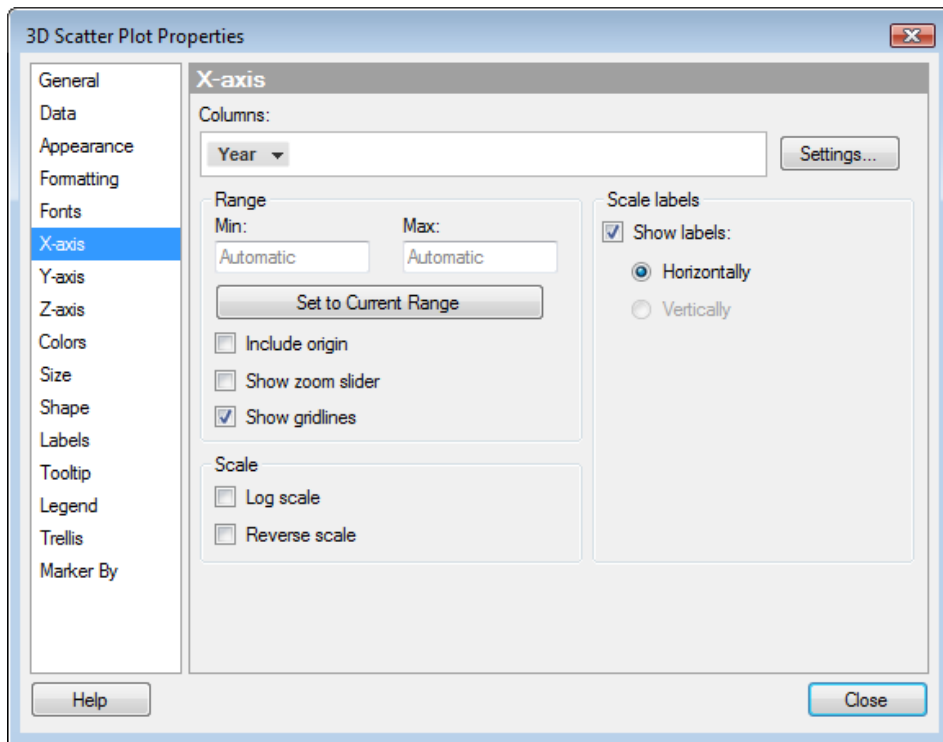 3D Scatter Plot Properties
General
Data
Appearance
Formatting
Fonts
X-axis
Y-axis
Z-axis
Colors
Size
Shape
Labels
Tooltip
Legend
Trellis
Marker By
X-axis
Columns:
Year
Settings...
Range
Min:
Max:
Automatic
Automatic
Set to Current Range
Include origin
Show zoom slider
Show gridlines
Scale
Log scale
Reverse scale
Scale labels
Show labels:
Horizontally
Vertically
Help
Close